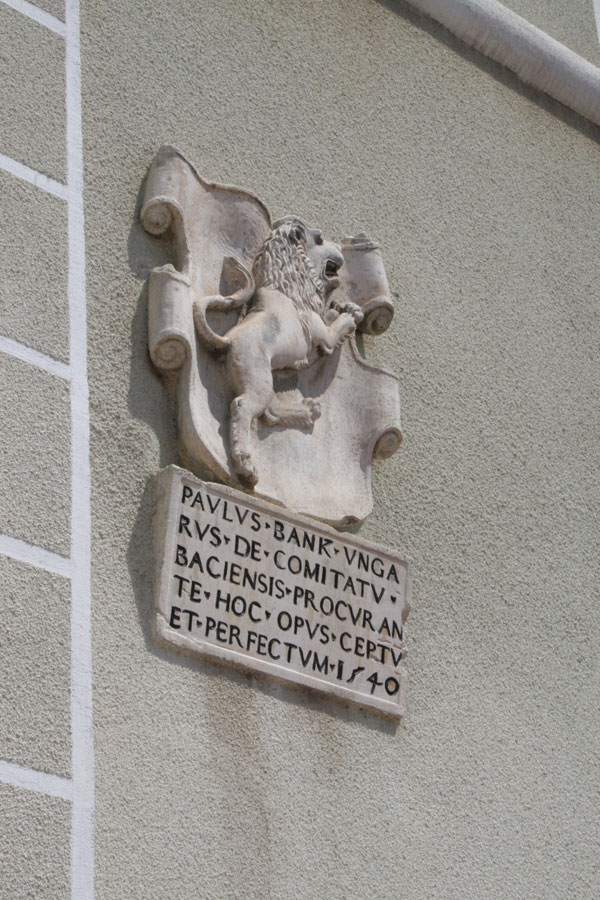 PAVLVS · BANK · VNGA
RVS · DE · COMITATV ·
BACIENSIS · PROCVRAN
TE · HOC · OPVS · CEPTV
ET · PERFECTVM · 1540